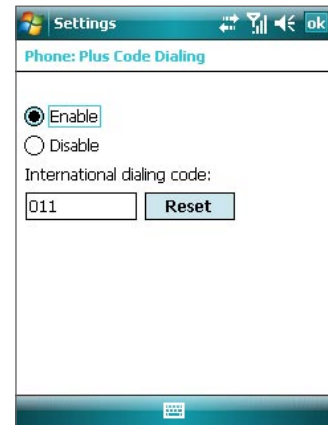 Settings
ok
Phone: Plus Code Dialing
Enable
Disable
International dialing code:
011
Reset